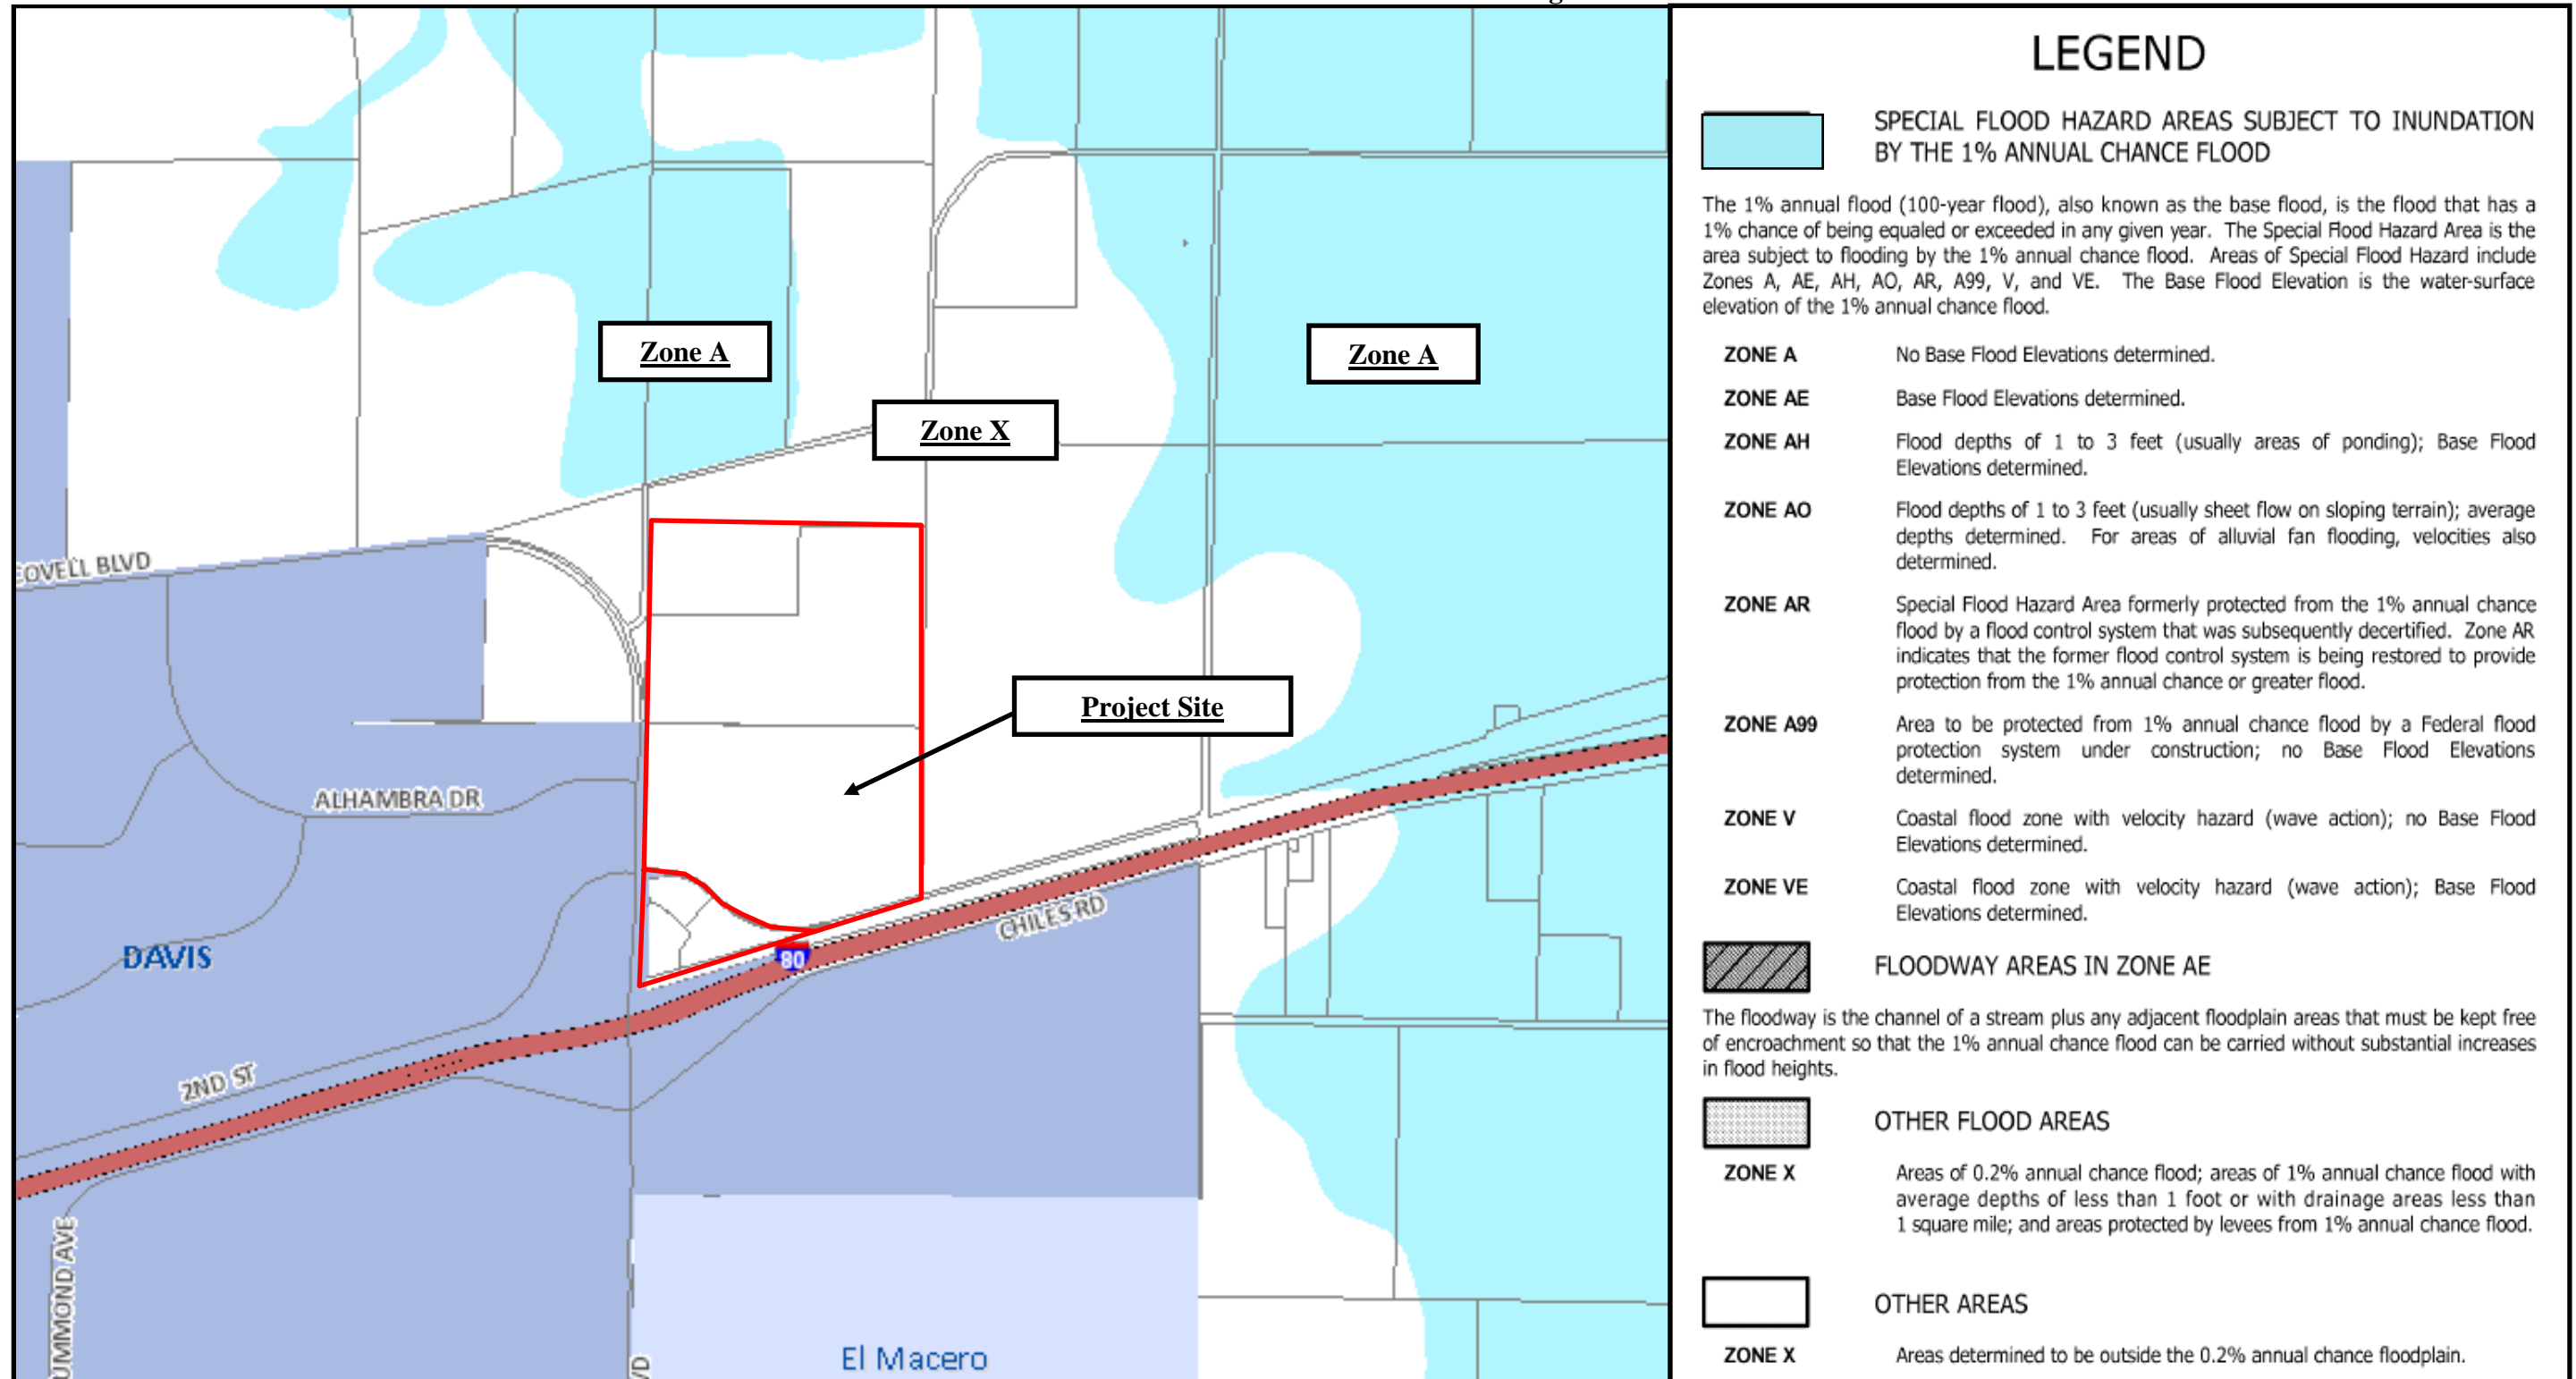 Zone A
Zone A
Zone X
COVELL BLVD
Project Site
ALHAMBRA DR
CHILES RD
DAVIS
80
2ND ST
El Macero
LEGEND
SPECIAL FLOOD HAZARD AREAS SUBJECT TO INUNDATION
BY THE 1% ANNUAL CHANCE FLOOD
The 1% annual flood (100-year flood), also known as the base flood, is the flood that has a
1% chance of being equaled or exceeded in any given year. The Special Flood Hazard Area is the
area subject to flooding by the 1% annual chance flood. Areas of Special Flood Hazard include
Zones A, AE, AH, AO, AR, A99, V, and VE. The Base Flood Elevation is the water-surface
elevation of the 1% annual chance flood.
ZONE A No Base Flood Elevations determined.
ZONE AE Base Flood Elevations determined.
ZONE AH Flood depths of 1 to 3 feet (usually areas of ponding); Base Flood
Elevations determined.
ZONE AO Flood depths of 1 to 3 feet (usually sheet flow on sloping terrain); average
depths determined. For areas of alluvial fan flooding, velocities also
determined.
ZONE AR Special Flood Hazard Area formerly protected from the 1% annual chance
flood by a flood control system that was subsequently decertified. Zone AR
indicates that the former flood control system is being restored to provide
protection from the 1% annual chance or greater flood.
ZONE A99 Area to be protected from 1% annual chance flood by a Federal flood
protection system under construction; no Base Flood Elevations
determined.
ZONE V Coastal flood zone with velocity hazard (wave action); no Base Flood
Elevations determined.
ZONE VE Coastal flood zone with velocity hazard (wave action); Base Flood
Elevations determined.
FLOODWAY AREAS IN ZONE AE
The floodway is the channel of a stream plus any adjacent floodplain areas that must be kept free
of encroachment so that the 1% annual chance flood can be carried without substantial increases
in flood heights.
OTHER FLOOD AREAS
ZONE X Areas of 0.2% annual chance flood; areas of 1% annual chance flood with
average depths of less than 1 foot or with drainage areas less than
1 square mile; and areas protected by levees from 1% annual chance flood.
OTHER AREAS
ZONE X Areas determined to be outside the 0.2% annual chance floodplain.